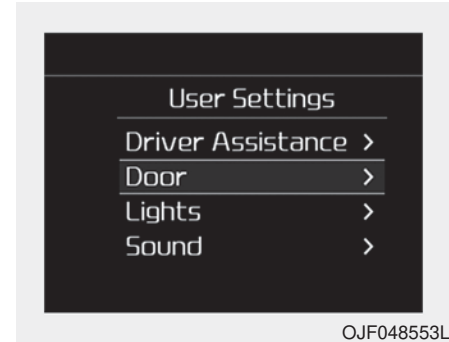 User Settings
Driver Assistance >
Door >
Lights >
Sound >
OJF048553L